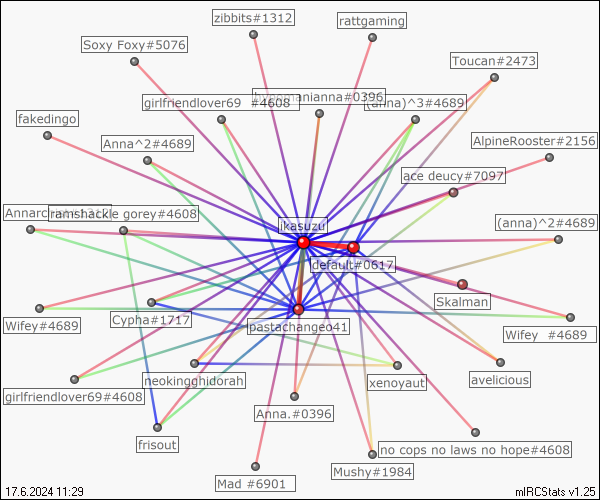 zibbits#1312
rattgaming
Soxy Foxy#5076
Toucan#2473
girlfriendlover69 #4608
manianna#0396
(anna)^3#4689
fakedingo
Anna^2#4689
AlpineRooster#2156
ace deucy#7097
ramshackle gorey#4608
ikasuzu
(anna)^2#4689
default#0617
Skalman
Wifey#4689
Cypha#1717
pastachangeo41
Wifey #4689
neokingghidorah
xenoyaut
avelicious
girlfriendlover69#4608
Anna.#0396
frisout
no cops no laws no hope#4608
Mushy#1984
Mad #6901
17.6.2024 11:29
mIRCStats v1.25